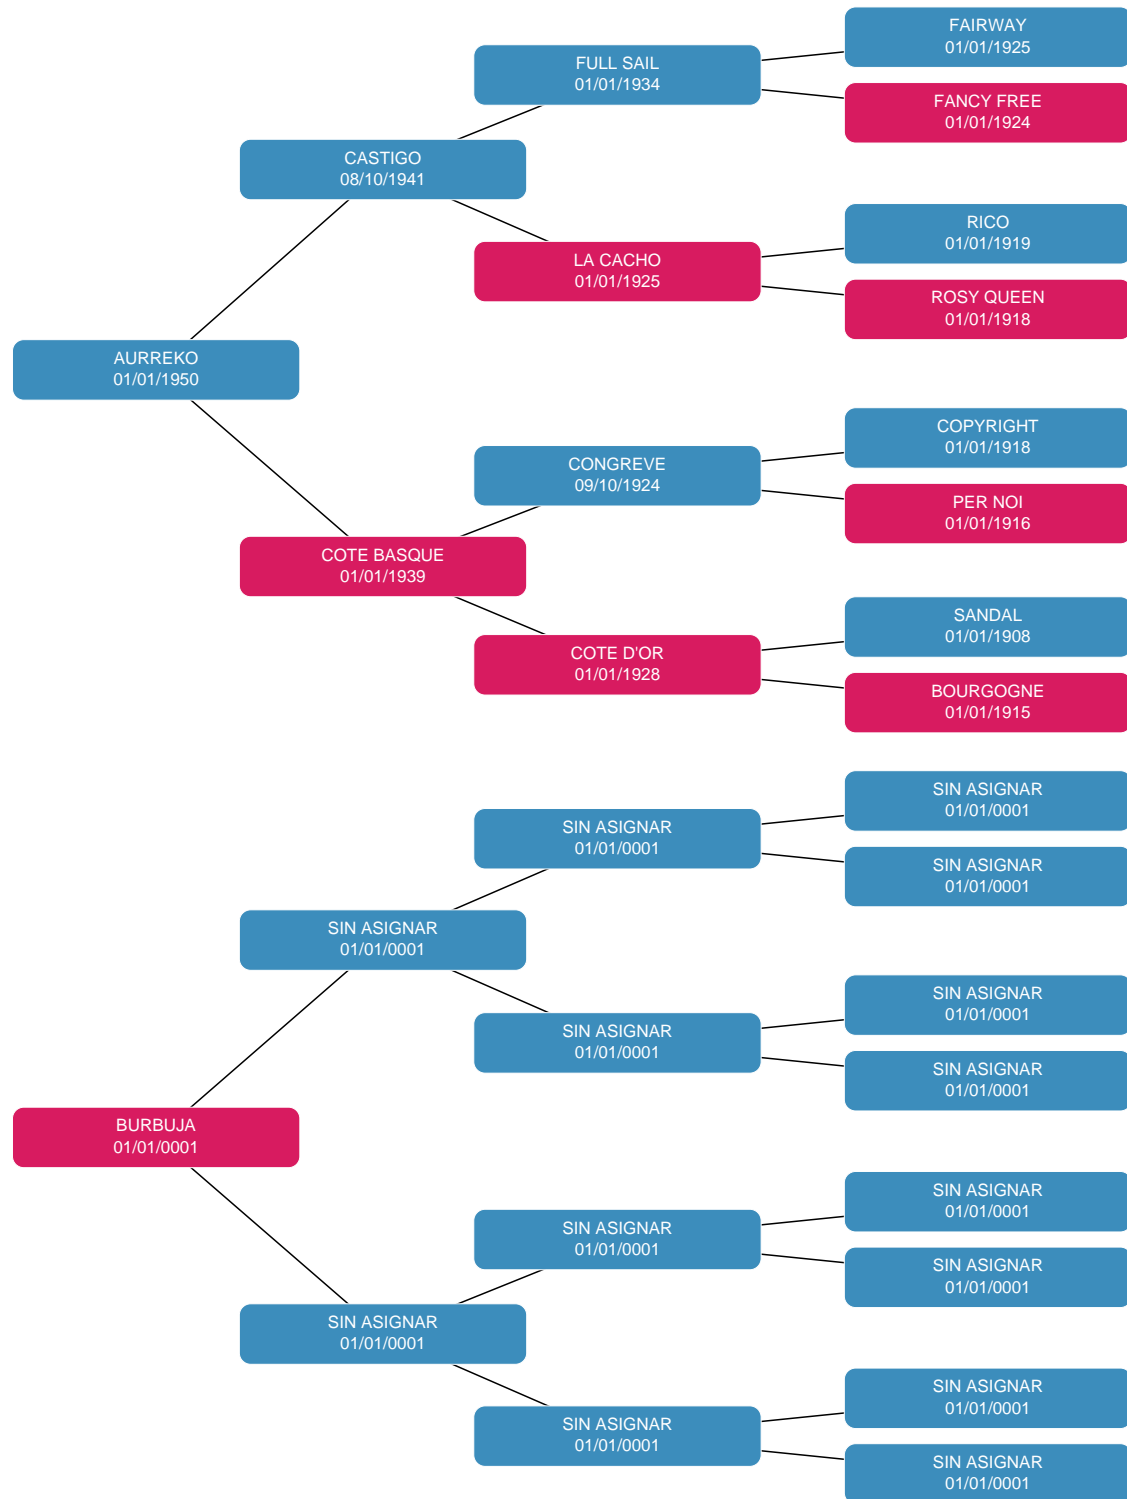 FAIRWAY
01/01/1925
FULL SAIL
01/01/1934
FANCY FREE
01/01/1924
CASTIGO
08/10/1941
RICO
01/01/1919
LA CACHO
01/01/1925
ROSY QUEEN
01/01/1918
AURREKO
01/01/1950
COPYRIGHT
01/01/1918
CONGREVE
09/10/1924
PER NOI
01/01/1916
COTE BASQUE
01/01/1939
SANDAL
01/01/1908
COTE D'OR
01/01/1928
BOURGOGNE
01/01/1915
SIN ASIGNAR
01/01/0001
SIN ASIGNAR
01/01/0001
SIN ASIGNAR
01/01/0001
SIN ASIGNAR
01/01/0001
SIN ASIGNAR
01/01/0001
SIN ASIGNAR
01/01/0001
SIN ASIGNAR
01/01/0001
BURBUJA
01/01/0001
SIN ASIGNAR
01/01/0001
SIN ASIGNAR
01/01/0001
SIN ASIGNAR
01/01/0001
SIN ASIGNAR
01/01/0001
SIN ASIGNAR
01/01/0001
SIN ASIGNAR
01/01/0001
SIN ASIGNAR
01/01/0001